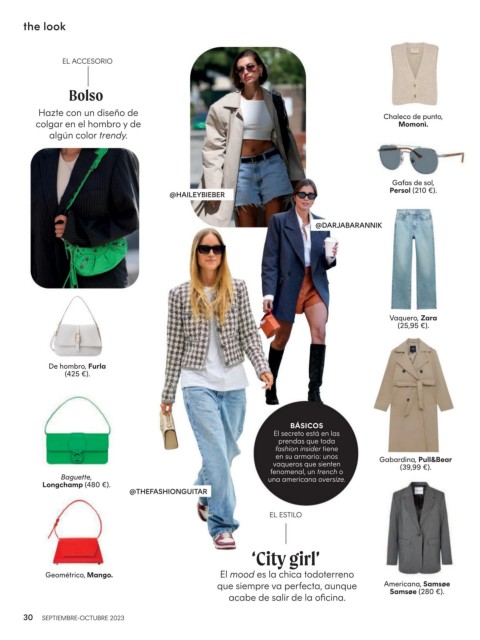 the look
EL ACCESORIO
Bolso
Hazte con un diseño de
colgar en el hombro y de
algún color trendy.
De hombro, Furla
(425 €).
Baguette,
Longchamp (480 €).
Geométrico, Mango.
@HAILEYBIEBER
@DARJABARANNIK
@THEFASHIONGUITAR
BÁSICOS
El secreto está en las
prendas que toda
fashion insider tiene
en su armario: unos
vaqueros que sienten
fenomenal, un trench o
una americana oversize.
EL ESTILO
‘City girl’
El mood es la chica todoterreno
que siempre va perfecta, aunque
acabe de salir de la oficina.
Chaleco de punto,
Momoni.
Gafas de sol,
Persol (210 €).
Vaquero, Zara
(25,95 €).
Gabardina, Pull&Bear
(39,99 €).
Americana, Samsøe
Samsøe (280 €).
30 SEPTIEMBRE-OCTUBRE 2023